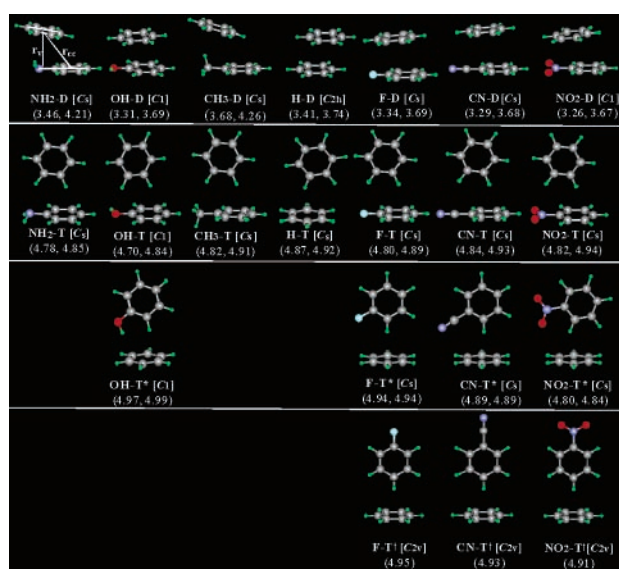 rv rcc
NH2-D [Cs] OH-D [C1] CH3-D [Cs] H-D [C2h] F-D [Cs] CN-D[Cs] NO2-D [C1]
(3.46, 4.21) (3.31, 3.69) (3.68, 4.26) (3.41, 3.74) (3.34, 3.69) (3.29, 3.68) (3.26, 3.67)
NH2-T [Cs] OH-T [C1] CH3-T [Cs] H-T [Cs] F-T [Cs] CN-T [Cs] NO2-T [Cs]
(4.78, 4.85) (4.70, 4.84) (4.82, 4.91) (4.87, 4.92) (4.80, 4.89) (4.84, 4.93) (4.82, 4.94)
OH-T* [C1] F-T* [Cs] CN-T* [Cs] NO2-T* [Cs]
(4.97, 4.99) (4.94, 4.94) (4.89, 4.89) (4.80, 4.84)
F-T† [C2v] CN-T† [C2v] NO2-T† [C2v]
(4.95) (4.93) (4.91)